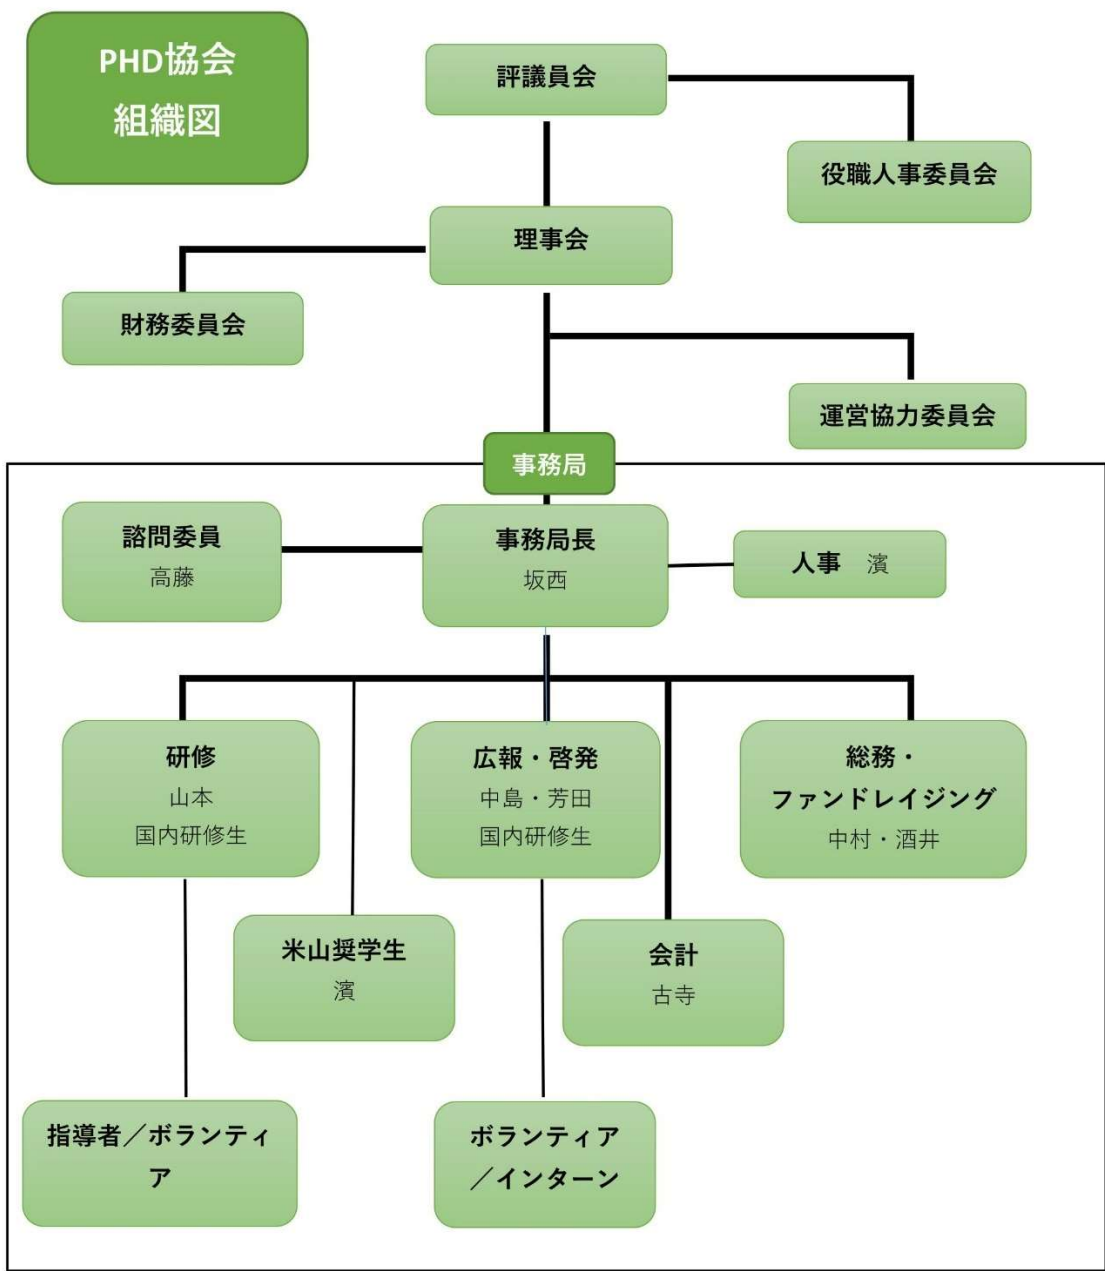 PHD協会
組織図
評議員会
役職人事委員会
理事会
財務委員会
運営協力委員会
事務局
諮問委員
高藤
事務局長
坂西
人事　濱
研修
山本
国内研修生
広報・啓発
中島・芳田
国内研修生
総務・
ファンドレイジング
中村・酒井
米山奨学生
濱
会計
古寺
指導者／ボランティ
ア
ボランティア
／インターン